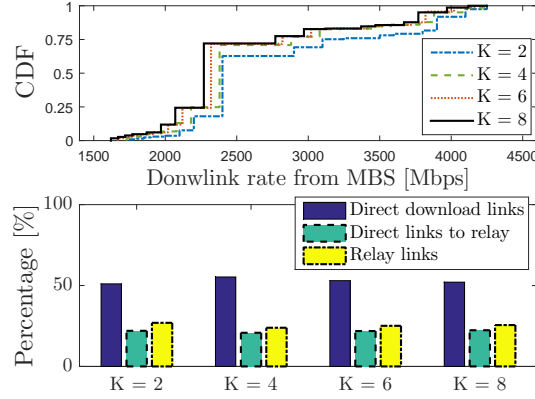 1
0.75
CDF
0.25
0
K = 2
K = 4
K = 6
K = 8
1500 2000 2500 3000 3500 4000 4500
Donwlink rate from MBS [Mbps]
100
Percentage [%]
50
0
Direct download links
Direct links to relay
Relay links
K = 2 K = 4 K = 6 K = 8